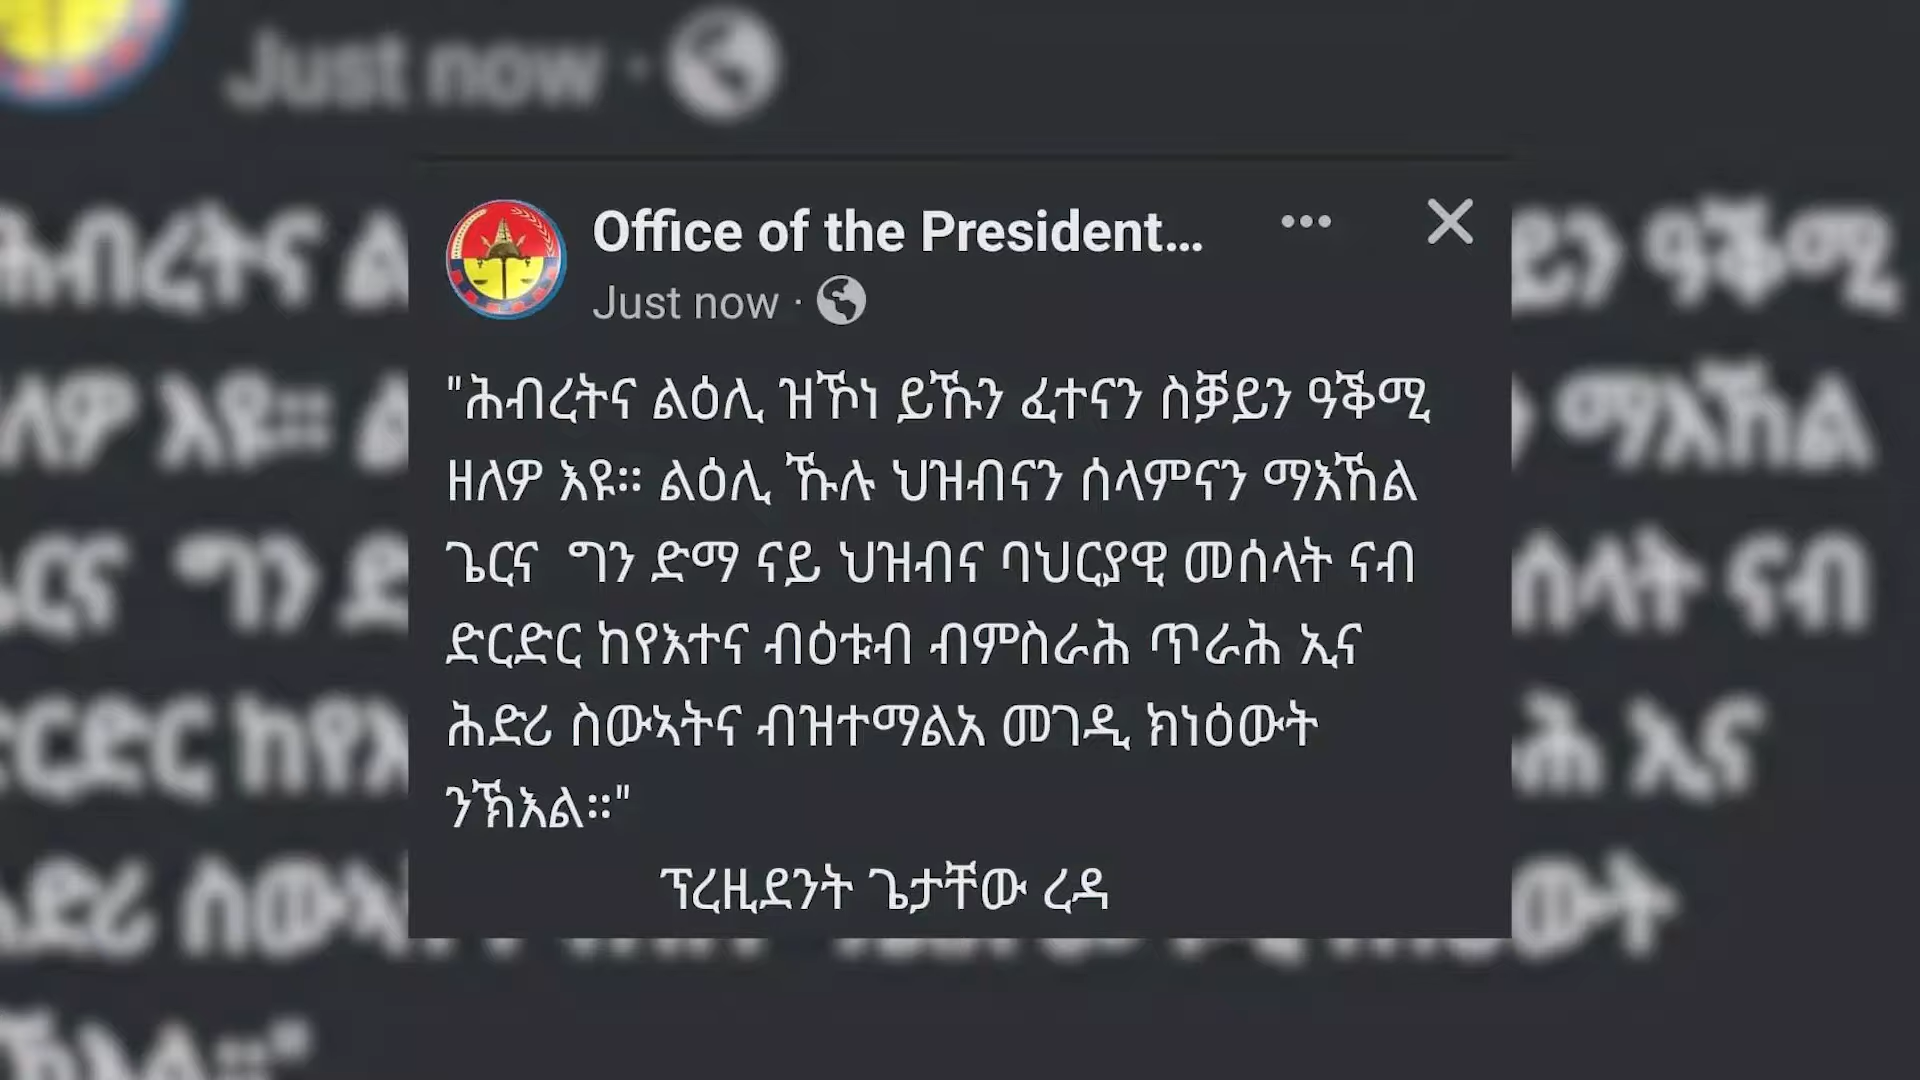 Just now
Office of the President...
Just now ·
"ሕብረትና ልዕሊ ዝኾነ ይኹን ፈተናን ስቓይን ዓቕሚ
ዘለዎ እዩ። ልዕሊ ኹሉ ህዝብናን ሰላምናን ማእኸል
ጌርና ግን ድማ ናይ ህዝብና ባህርያዊ መሰላት ናብ
ድርድር ከየእተና ብዕቱብ ብምስራሕ ጥራሕ ኢና
ሕድሪ ስውኣትና ብዝተማልአ መገዲ ክነዕውት
ንኽእል።"
ፕረዚደንት ጌታቸው ረዳ